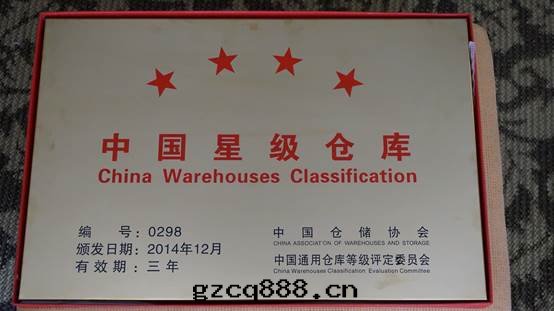 中国星级仓库
China Warehouses Classification
编 号:0298
颁发日期:2014年12月
有效期:三年
中国仓储协会
CHINA ASSOCIATION OF WAREHOUSES AND STORAGE
中国通用仓库等级评定委员会
China Warehouses Classification Evaluation Committee
gzcq888.cn